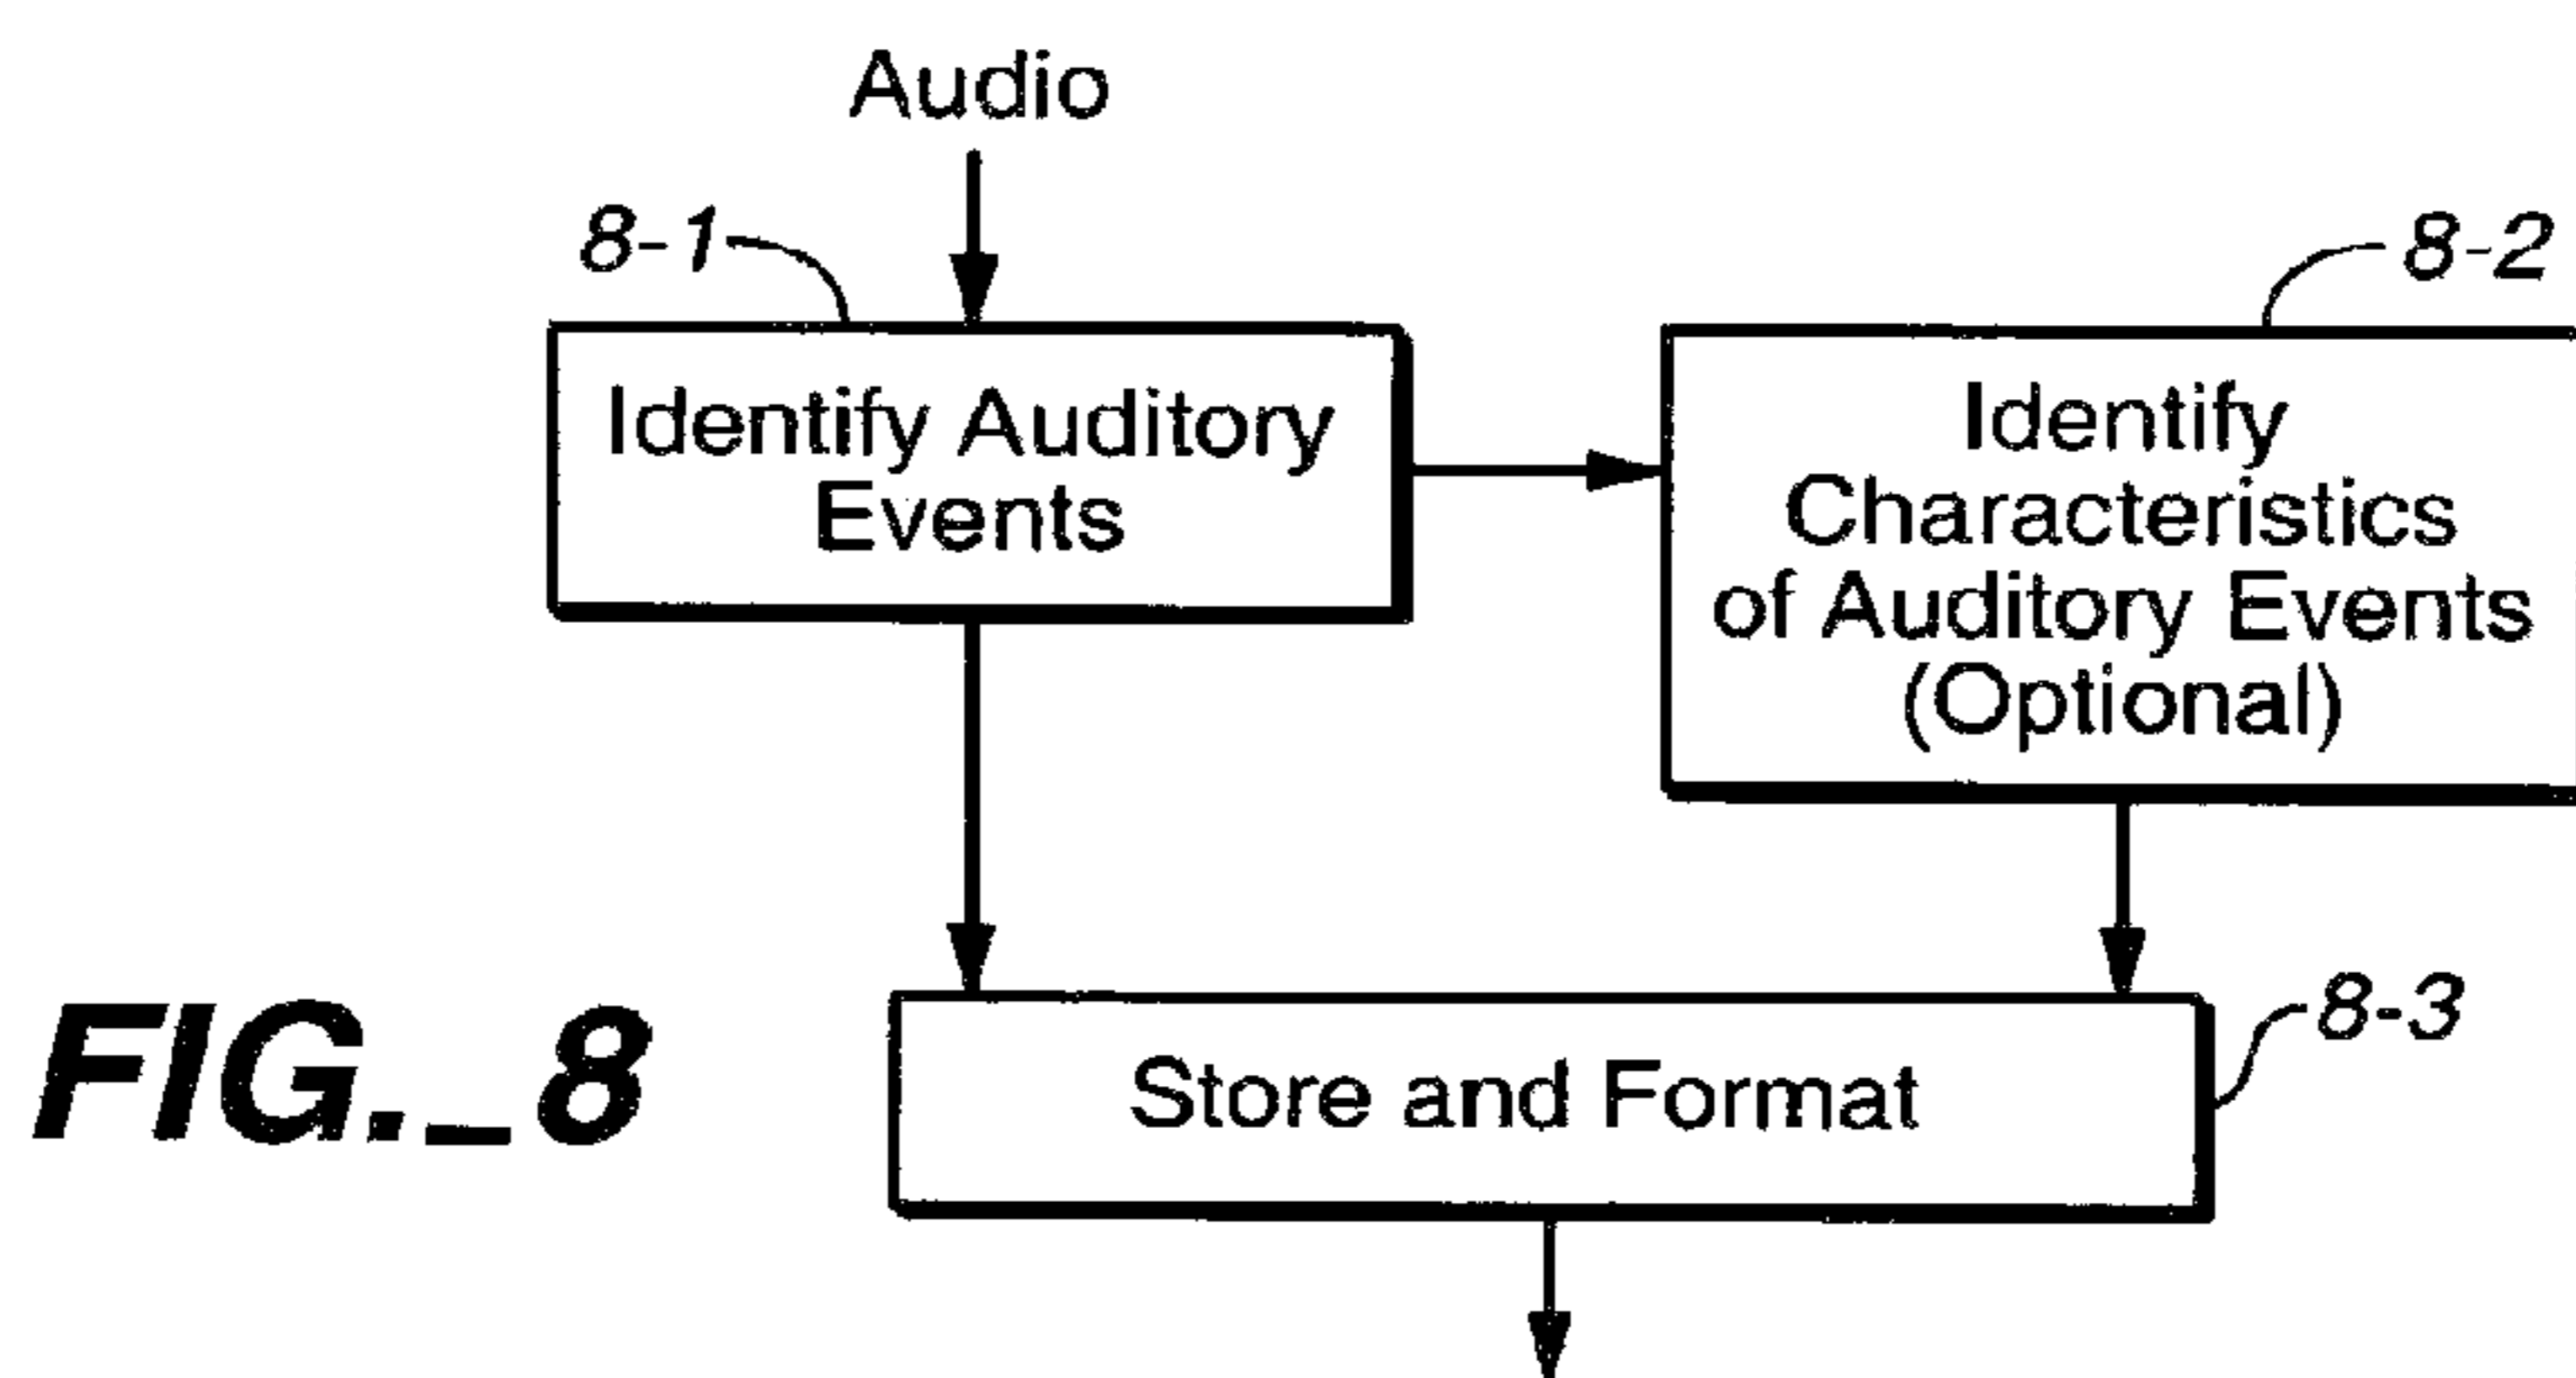 Audio
8-1
8-2
Identify Auditory
Events
Identify
Characteristics
of Auditory Events
(Optional)
8-3
Store and Format
FIG._8